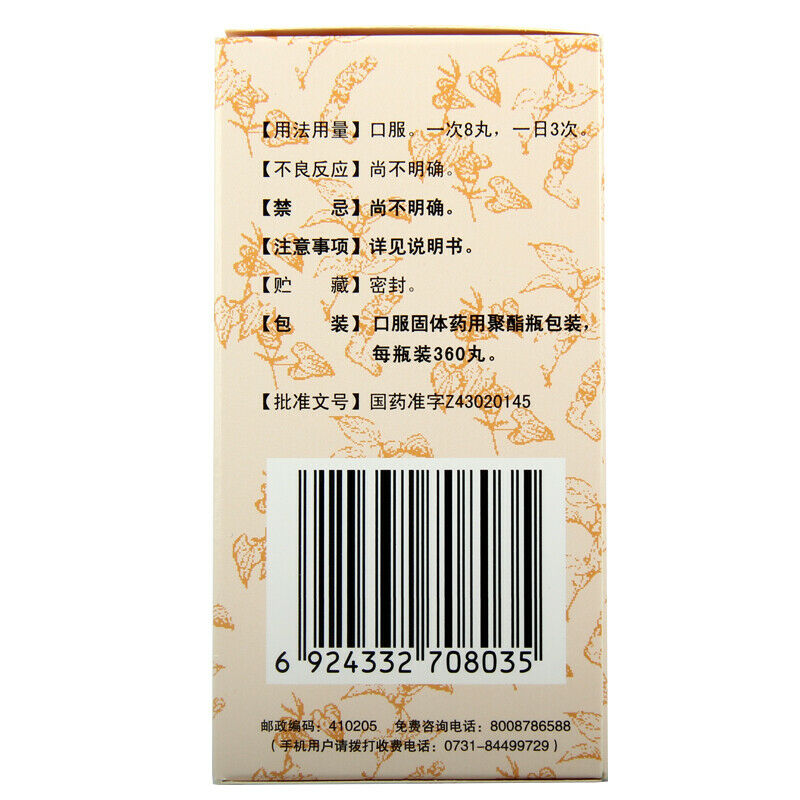 【用法用量】口服。一次8丸，一日3次。
【不良反应】尚不明确。
【禁　　忌】尚不明确。
【注意事项】详见说明书。
【贮　　藏】密封。
【包　　装】口服固体药用聚酯瓶包装，
每瓶装360丸。
【批准文号】国药准字Z43020145
6 924332 708035
邮政编码：410205　免费咨询电话：8008786588
（手机用户请拨打收费电话：0731-84499729）